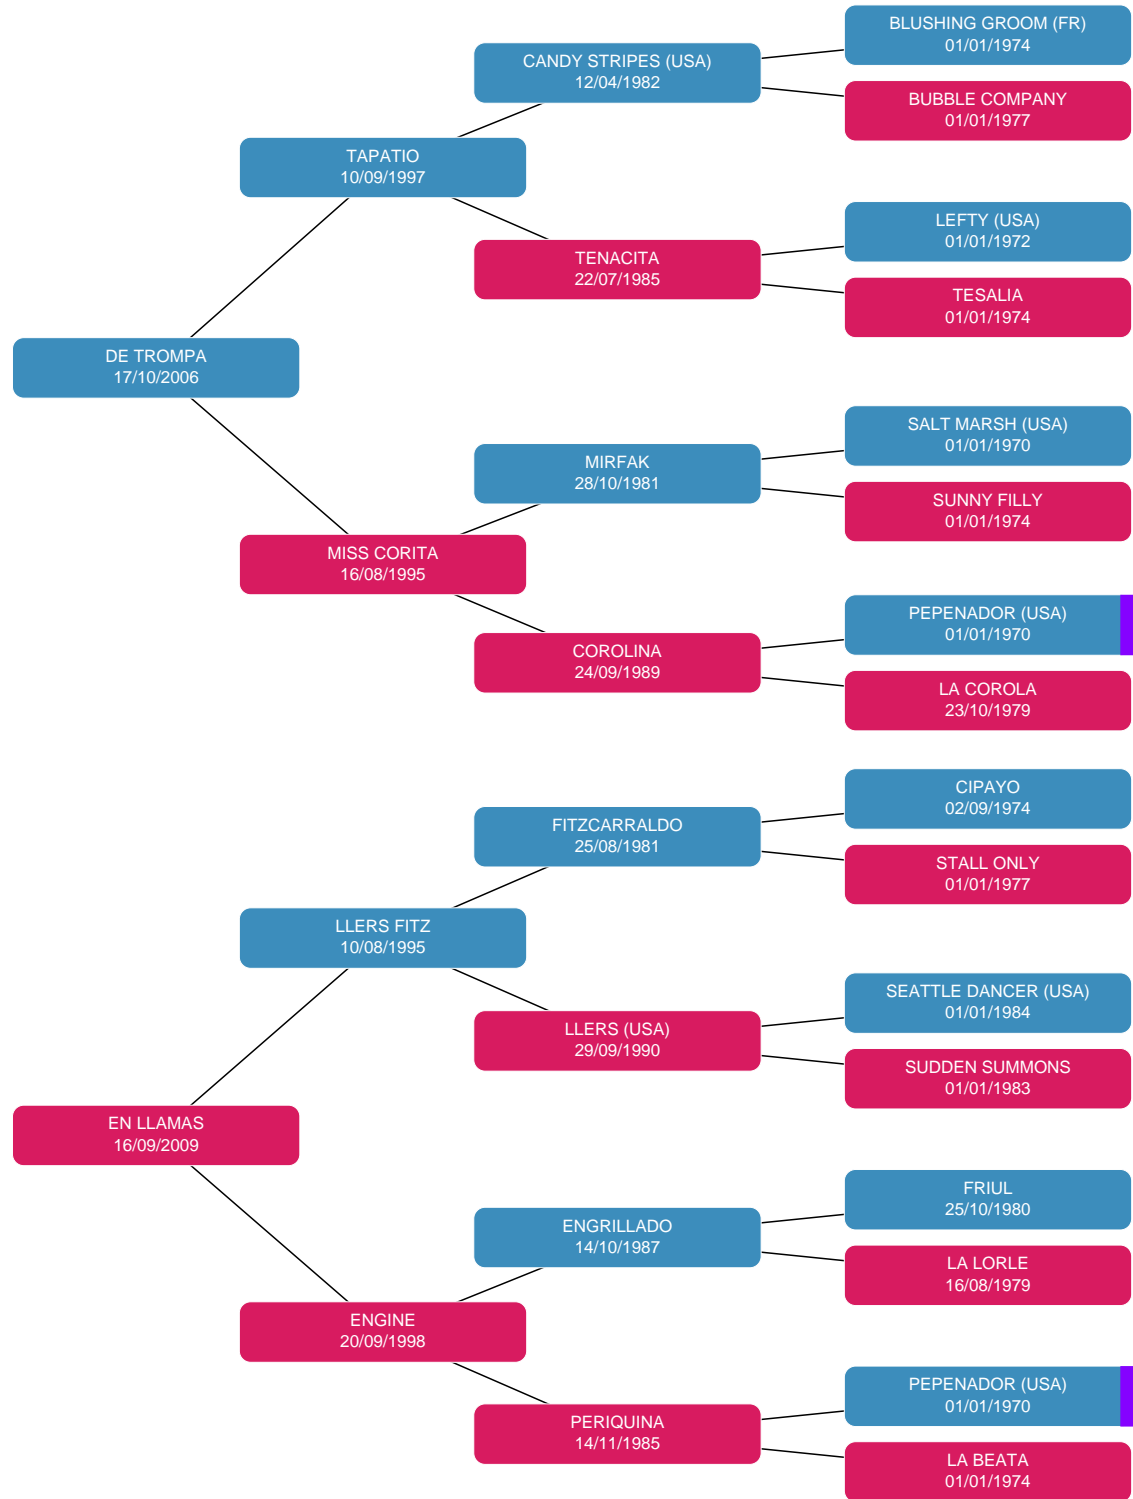 BLUSHING GROOM (FR)
01/01/1974
CANDY STRIPES (USA)
12/04/1982
BUBBLE COMPANY
01/01/1977
TAPATIO
10/09/1997
LEFTY (USA)
01/01/1972
TENACITA
22/07/1985
TESALIA
01/01/1974
DE TROMPA
17/10/2006
SALT MARSH (USA)
01/01/1970
MIRFAK
28/10/1981
SUNNY FILLY
01/01/1974
MISS CORITA
16/08/1995
PEPENADOR (USA)
01/01/1970
COROLINA
24/09/1989
LA COROLA
23/10/1979
CIPAYO
02/09/1974
FITZCARRALDO
25/08/1981
STALL ONLY
01/01/1977
LLERS FITZ
10/08/1995
SEATTLE DANCER (USA)
01/01/1984
LLERS (USA)
29/09/1990
SUDDEN SUMMONS
01/01/1983
EN LLAMAS
16/09/2009
FRIUL
25/10/1980
ENGRILLADO
14/10/1987
LA LORLE
16/08/1979
ENGINE
20/09/1998
PEPENADOR (USA)
01/01/1970
PERIQUINA
14/11/1985
LA BEATA
01/01/1974